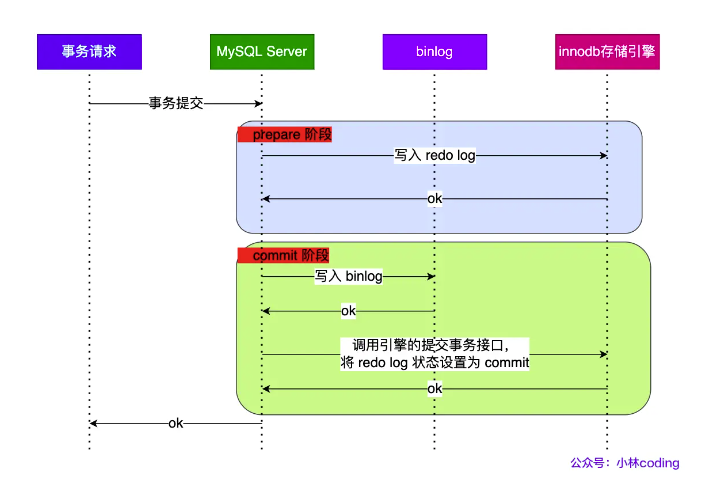 事务请求
MySQL Server
binlog
innodb存储引擎
事务提交
prepare 阶段
写入 redo log
ok
commit 阶段
写入 binlog
ok
调用引擎的提交事务接口，
将 redo log 状态设置为 commit
ok
ok
公众号：小林coding